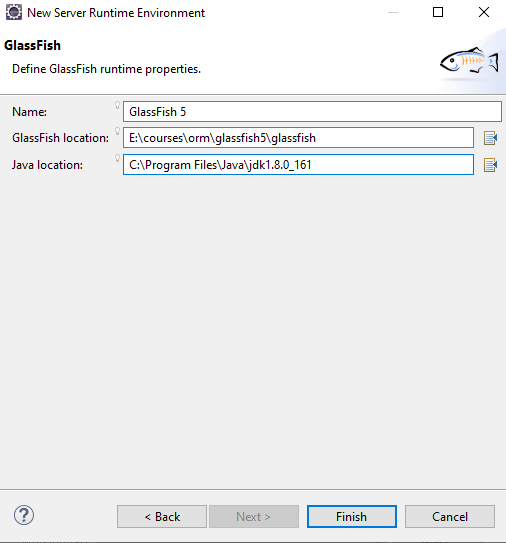 New Server Runtime Environment
GlassFish
Define GlassFish runtime properties.
Name: GlassFish 5
GlassFish location: E:\courses\orm\glassfish5\glassfish
Java location: C:\Program Files\Java\jdk1.8.0_161
? < Back Next > Finish Cancel